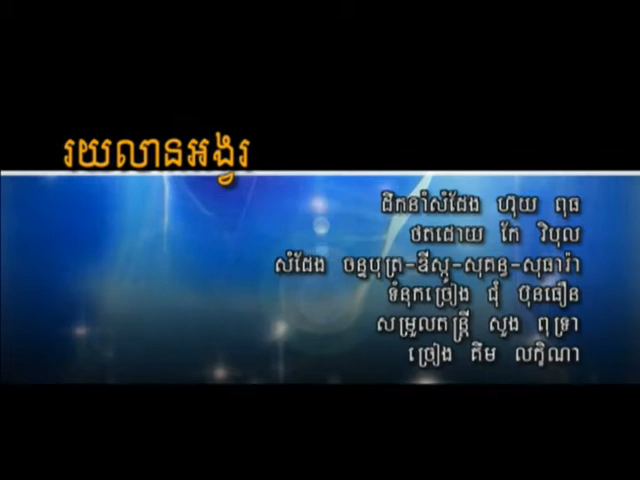 រយលានអង្វរ
ដឹកនាំសំដែង ហ៊ុយ ពុធ
ថតដោយ កែ វិបុល
សំដែង ចន្ទបុត្រ-ឌីស្កូ-សុគន្ធ-សុធារ៉ា
ទំនុកច្រៀង ជុំ ប៊ុនធឿន
សម្រួលតន្ត្រី សួង ពុទ្រា
ច្រៀង គឹម លក្ខិណា